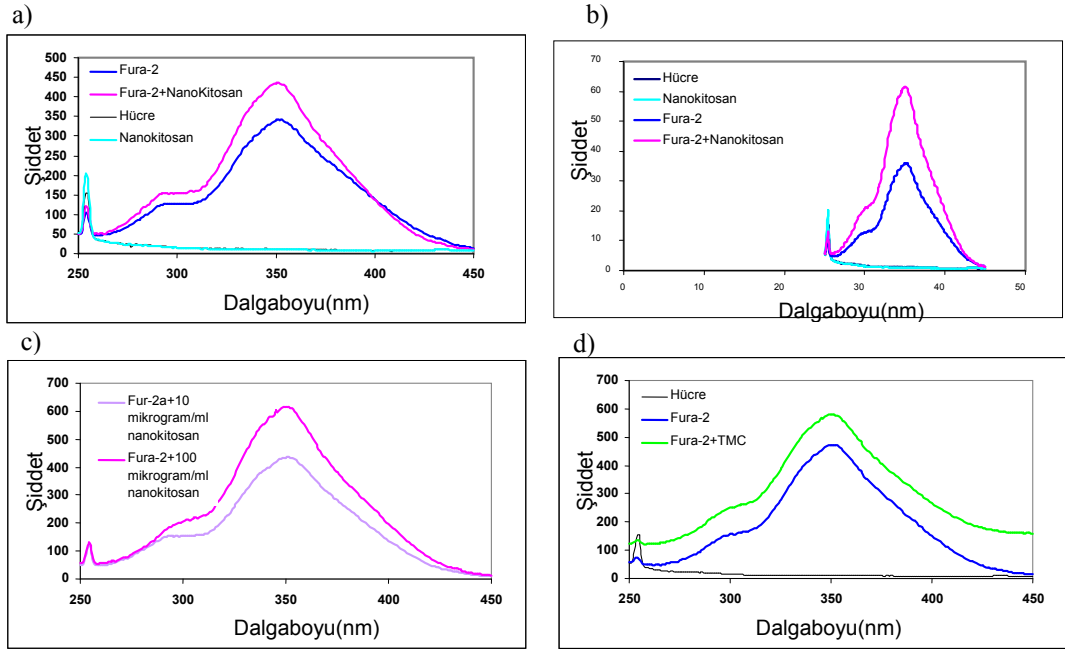 a)
500
450
400
350
300
250
200
150
100
50
0
Şiddet
Fura-2
Fura-2+NanoKitosan
Hücre
Nanokitosan
250 300 350 400 450
Dalgaboyu(nm)
b)
70
60
50
40
30
20
10
0
Şiddet
Hücre
Nanokitosan
Fura-2
Fura-2+Nanokitosan
0 10 20 30 40 50
Dalgaboyu(nm)
c)
700
600
500
400
300
200
100
0
Şiddet
Fur-2a+10
mikrogram/ml
nanokitosan
Fura-2+100
mikrogram/ml
nanokitosan
250 300 350 400 450
Dalgaboyu(nm)
d)
700
600
500
400
300
200
100
0
Şiddet
Hücre
Fura-2
Fura-2+TMC
250 300 350 400 450
Dalgaboyu(nm)